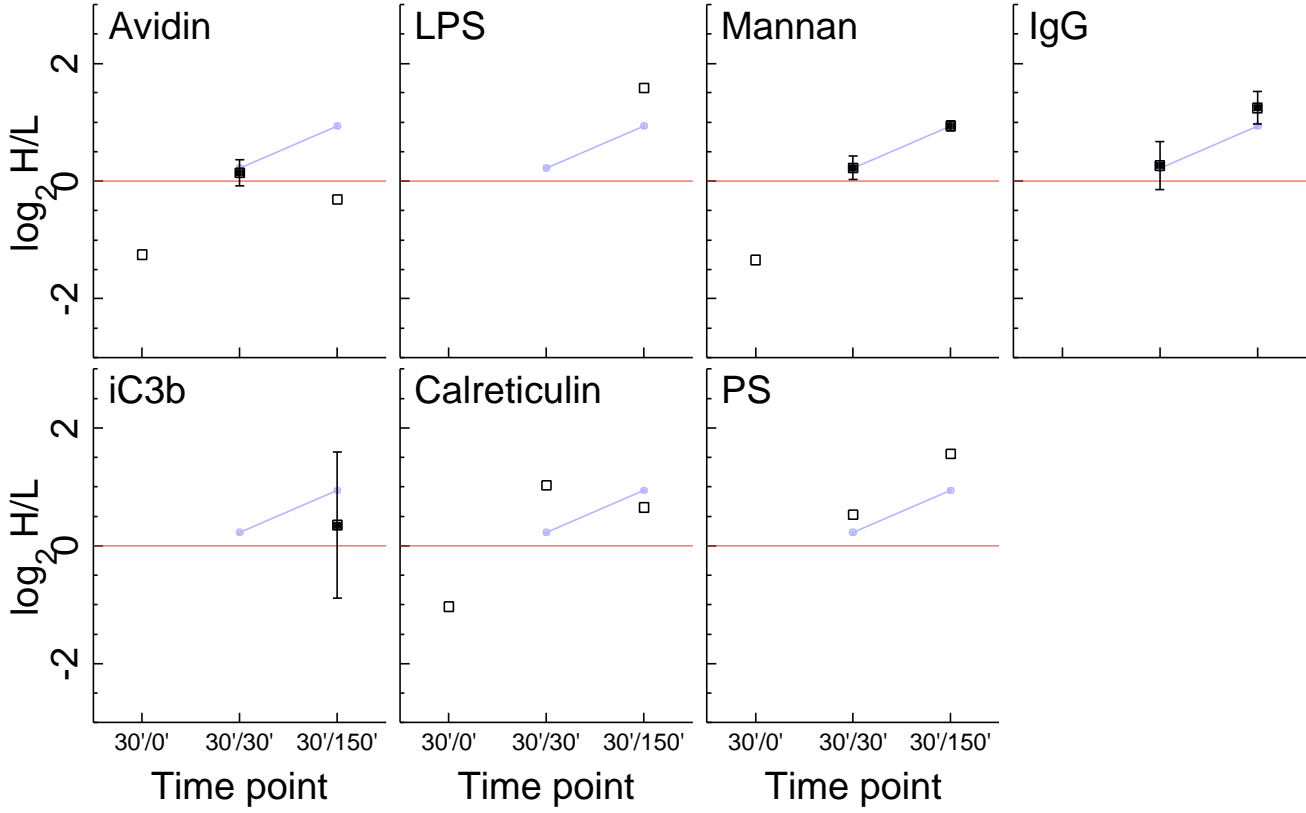 Avidin LPS Mannan IgG
2
0
-2
log2 H/L
iC3b Calreticulin PS
2
0
-2
log2 H/L
30'/0' 30'/30' 30'/150' 30'/0' 30'/30' 30'/150' 30'/0' 30'/30' 30'/150'
Time point Time point Time point